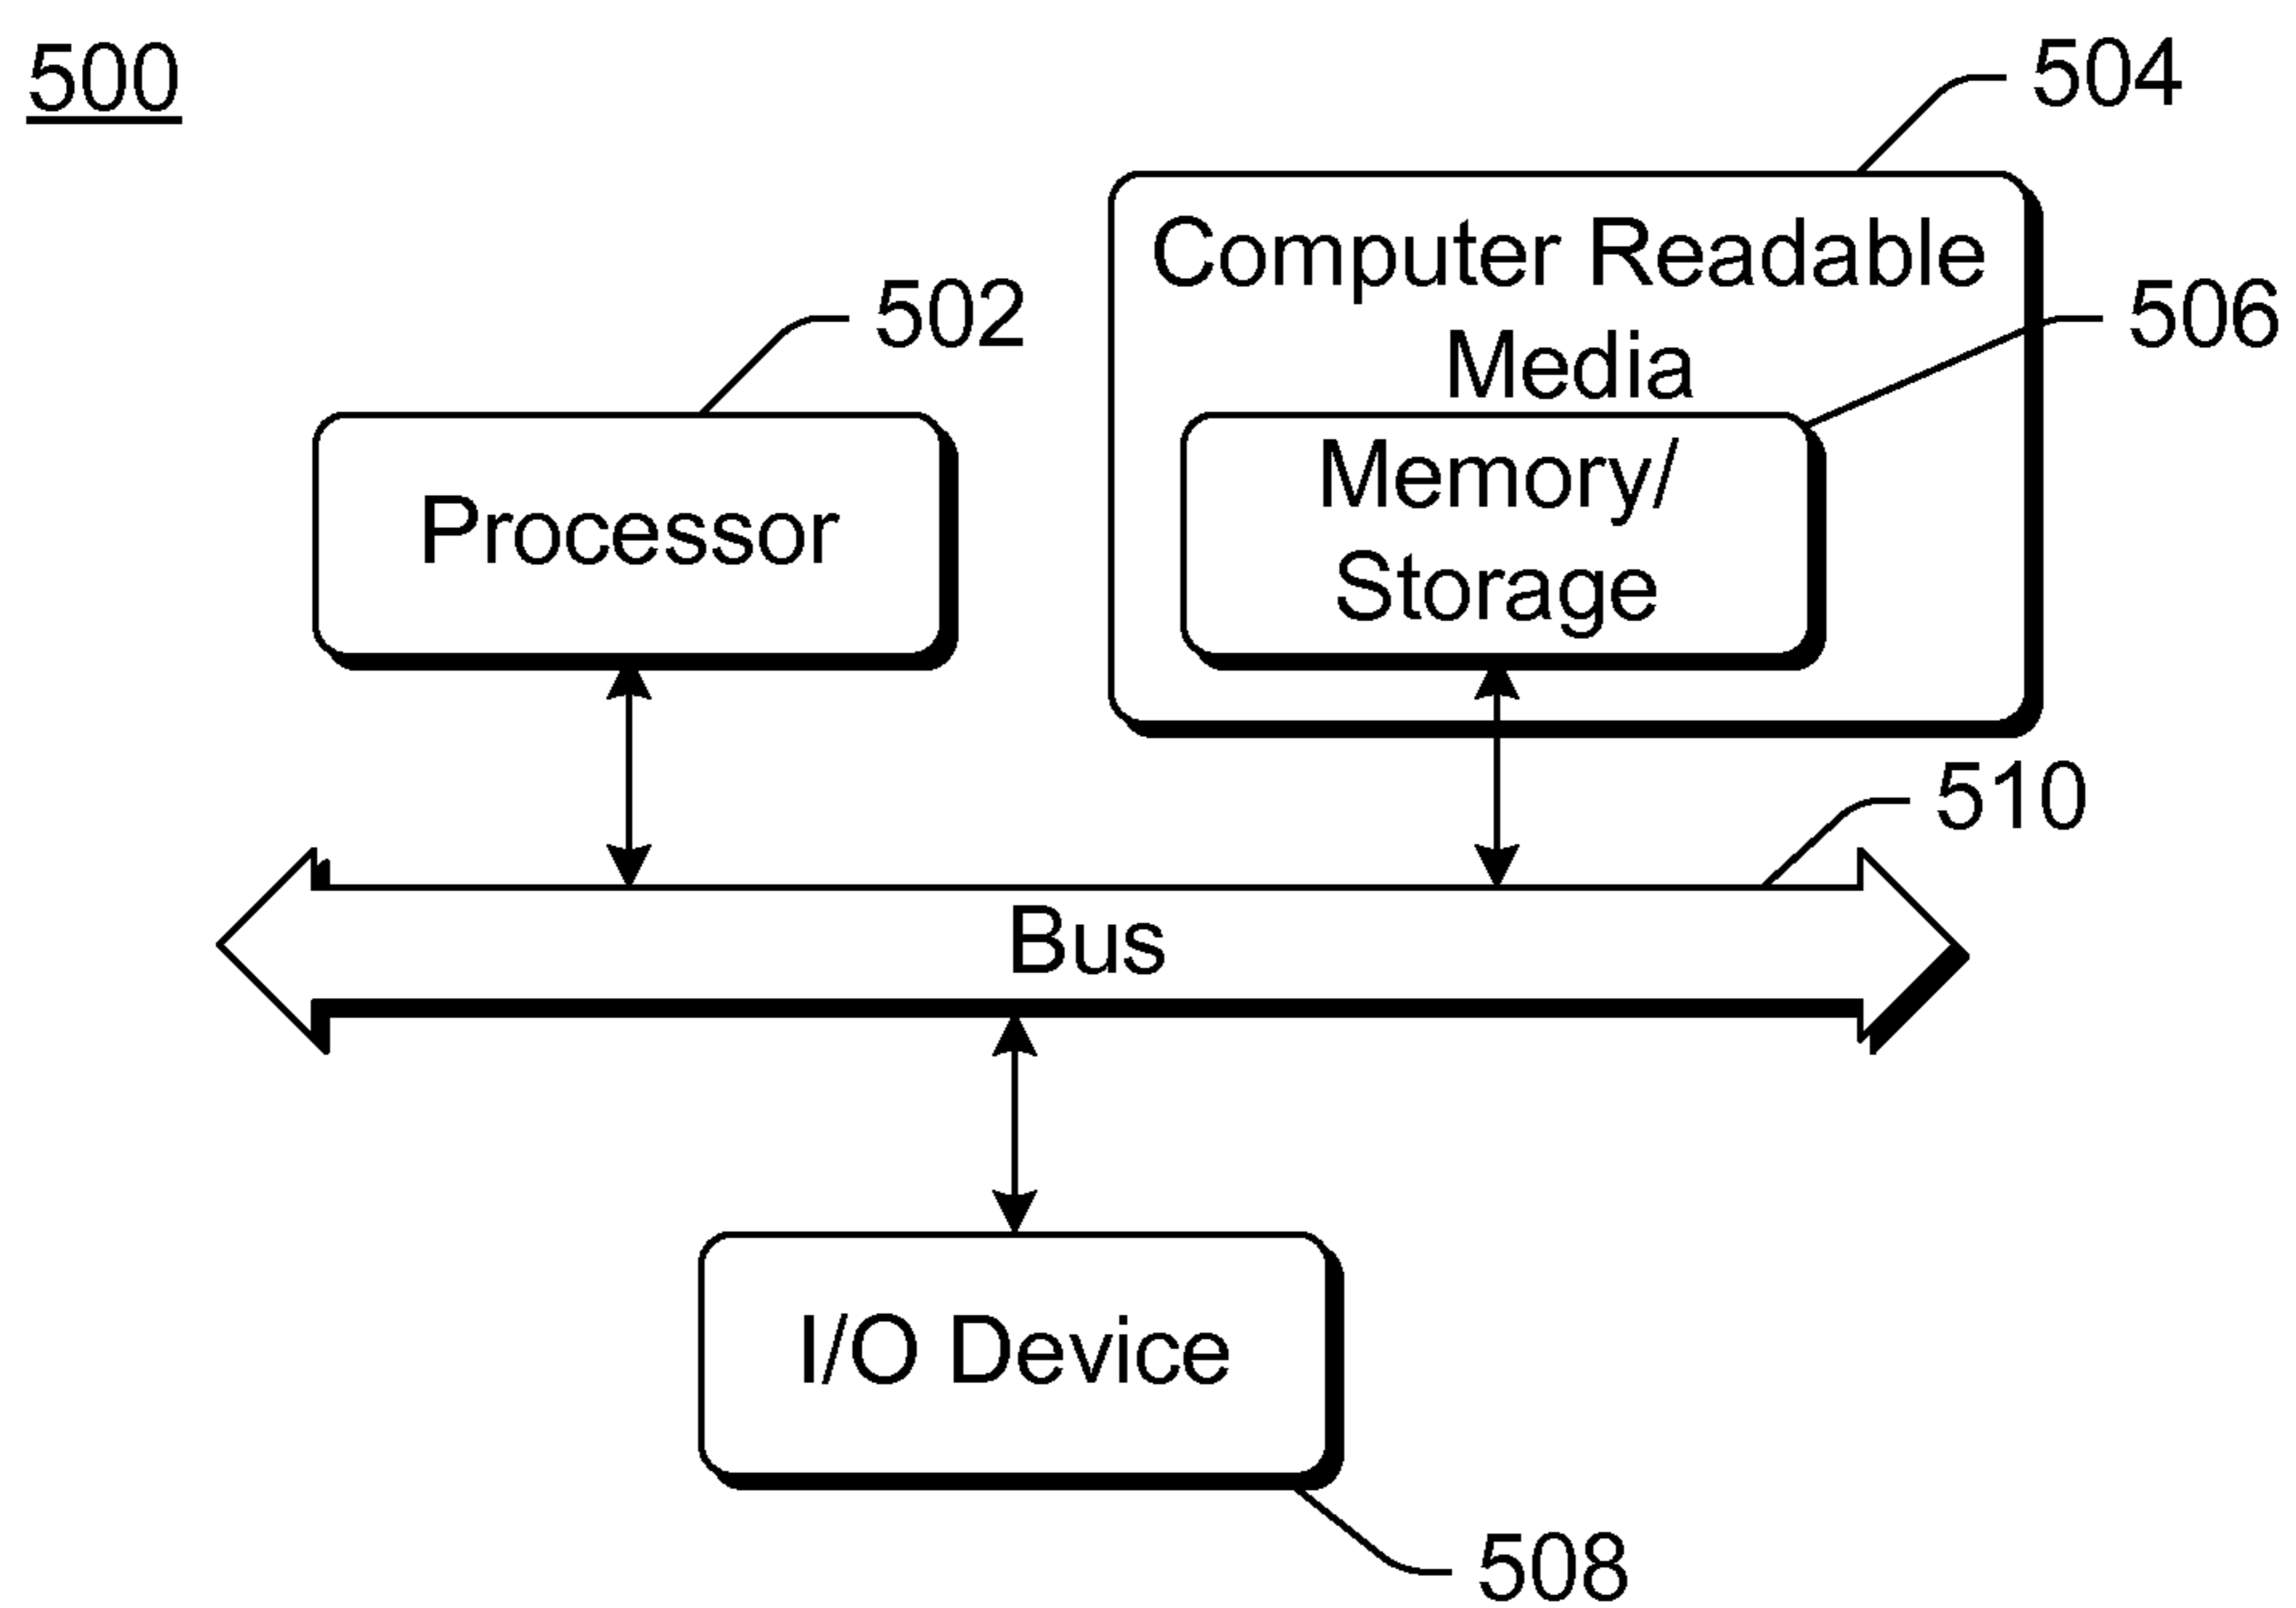 500
504
Computer Readable
Media
506
502
Memory/
Storage
Processor
510
Bus
I/O Device
508